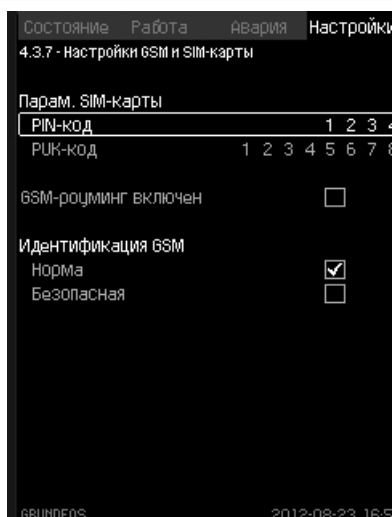 Состояние Работа Авария Настройки
4.3.7 - Настройки GSM и SIM-карты
Парам. SIM-карты
PIN-код 1 2 3 4
PUK-код 1 2 3 4 5 6 7 8
GSM-роуминг включен
Идентификация GSM
Норма
Безопасная
GRUNDFOS 2012-08-23 16:5